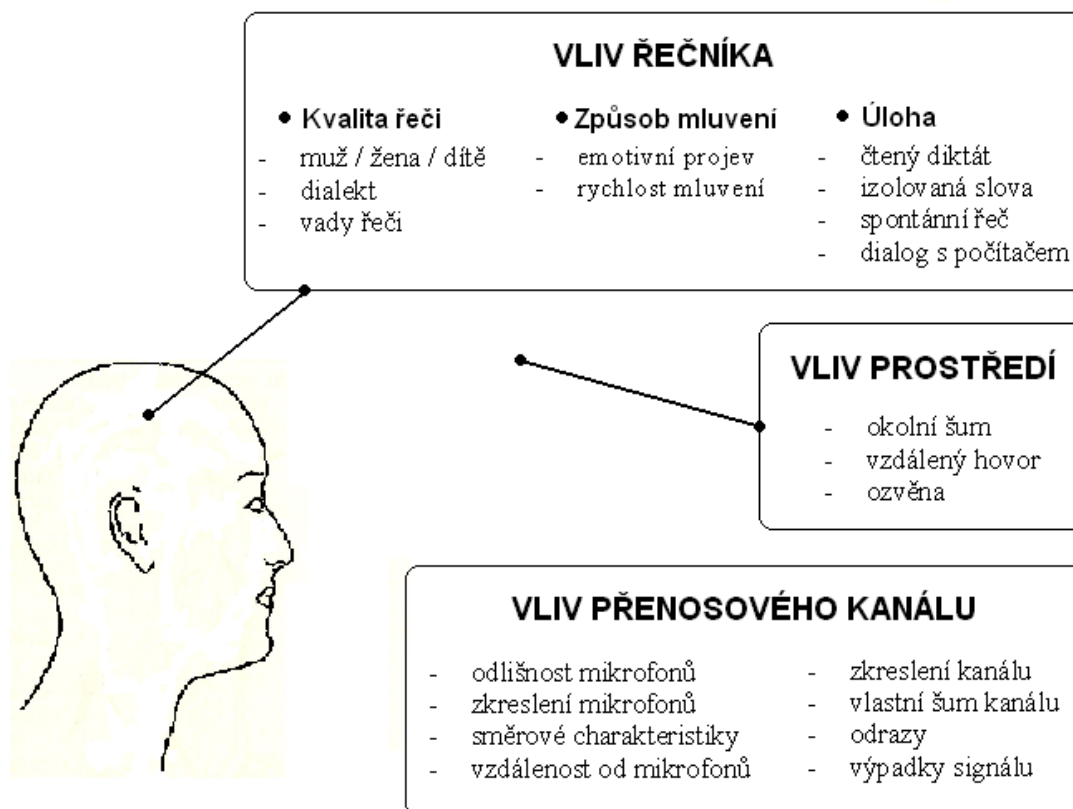 VLIV ŘEČNÍKA
• Kvalita řeči
- muž / žena / dítě
- dialekt
- vady řeči
• Způsob mluvení
- emotivní projev
- rychlost mluvení
• Úloha
- čtený diktát
- izolovaná slova
- spontánní řeč
- dialog s počítačem
VLIV PROSTŘEDÍ
- okolní šum
- vzdálený hovor
- ozvěna
VLIV PŘENOSOVÉHO KANÁLU
- odlišnost mikrofonů
- zkreslení mikrofonů
- směrové charakteristiky
- vzdálenost od mikrofonů
- zkreslení kanálu
- vlastní šum kanálu
- odrazy
- výpadky signálu